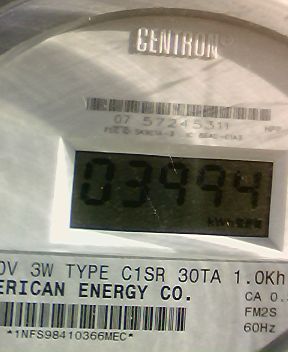 CENTRON®
07 57245311
03994
0V 3W TYPE C1SR 30TA 1.0Kh
ERICAN ENERGY CO.
CA 0.
FM2S
60Hz
*1NFS98410366MEC*